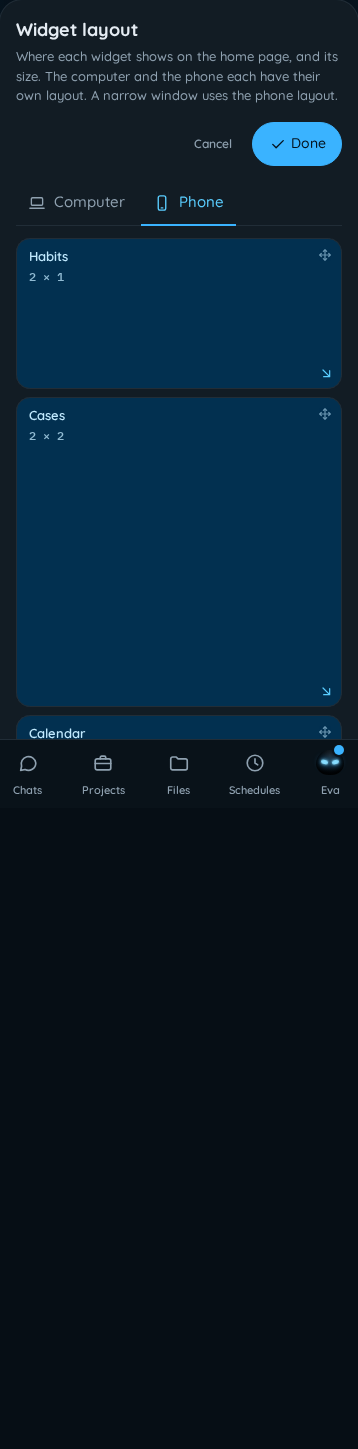 Widget layout
Where each widget shows on the home page, and its
size. The computer and the phone each have their
own layout. A narrow window uses the phone layout.
Cancel
Done
Computer
Phone
Habits
2 × 1
Cases
2 × 2
Calendar
Chats
Projects
Files
Schedules
Eva